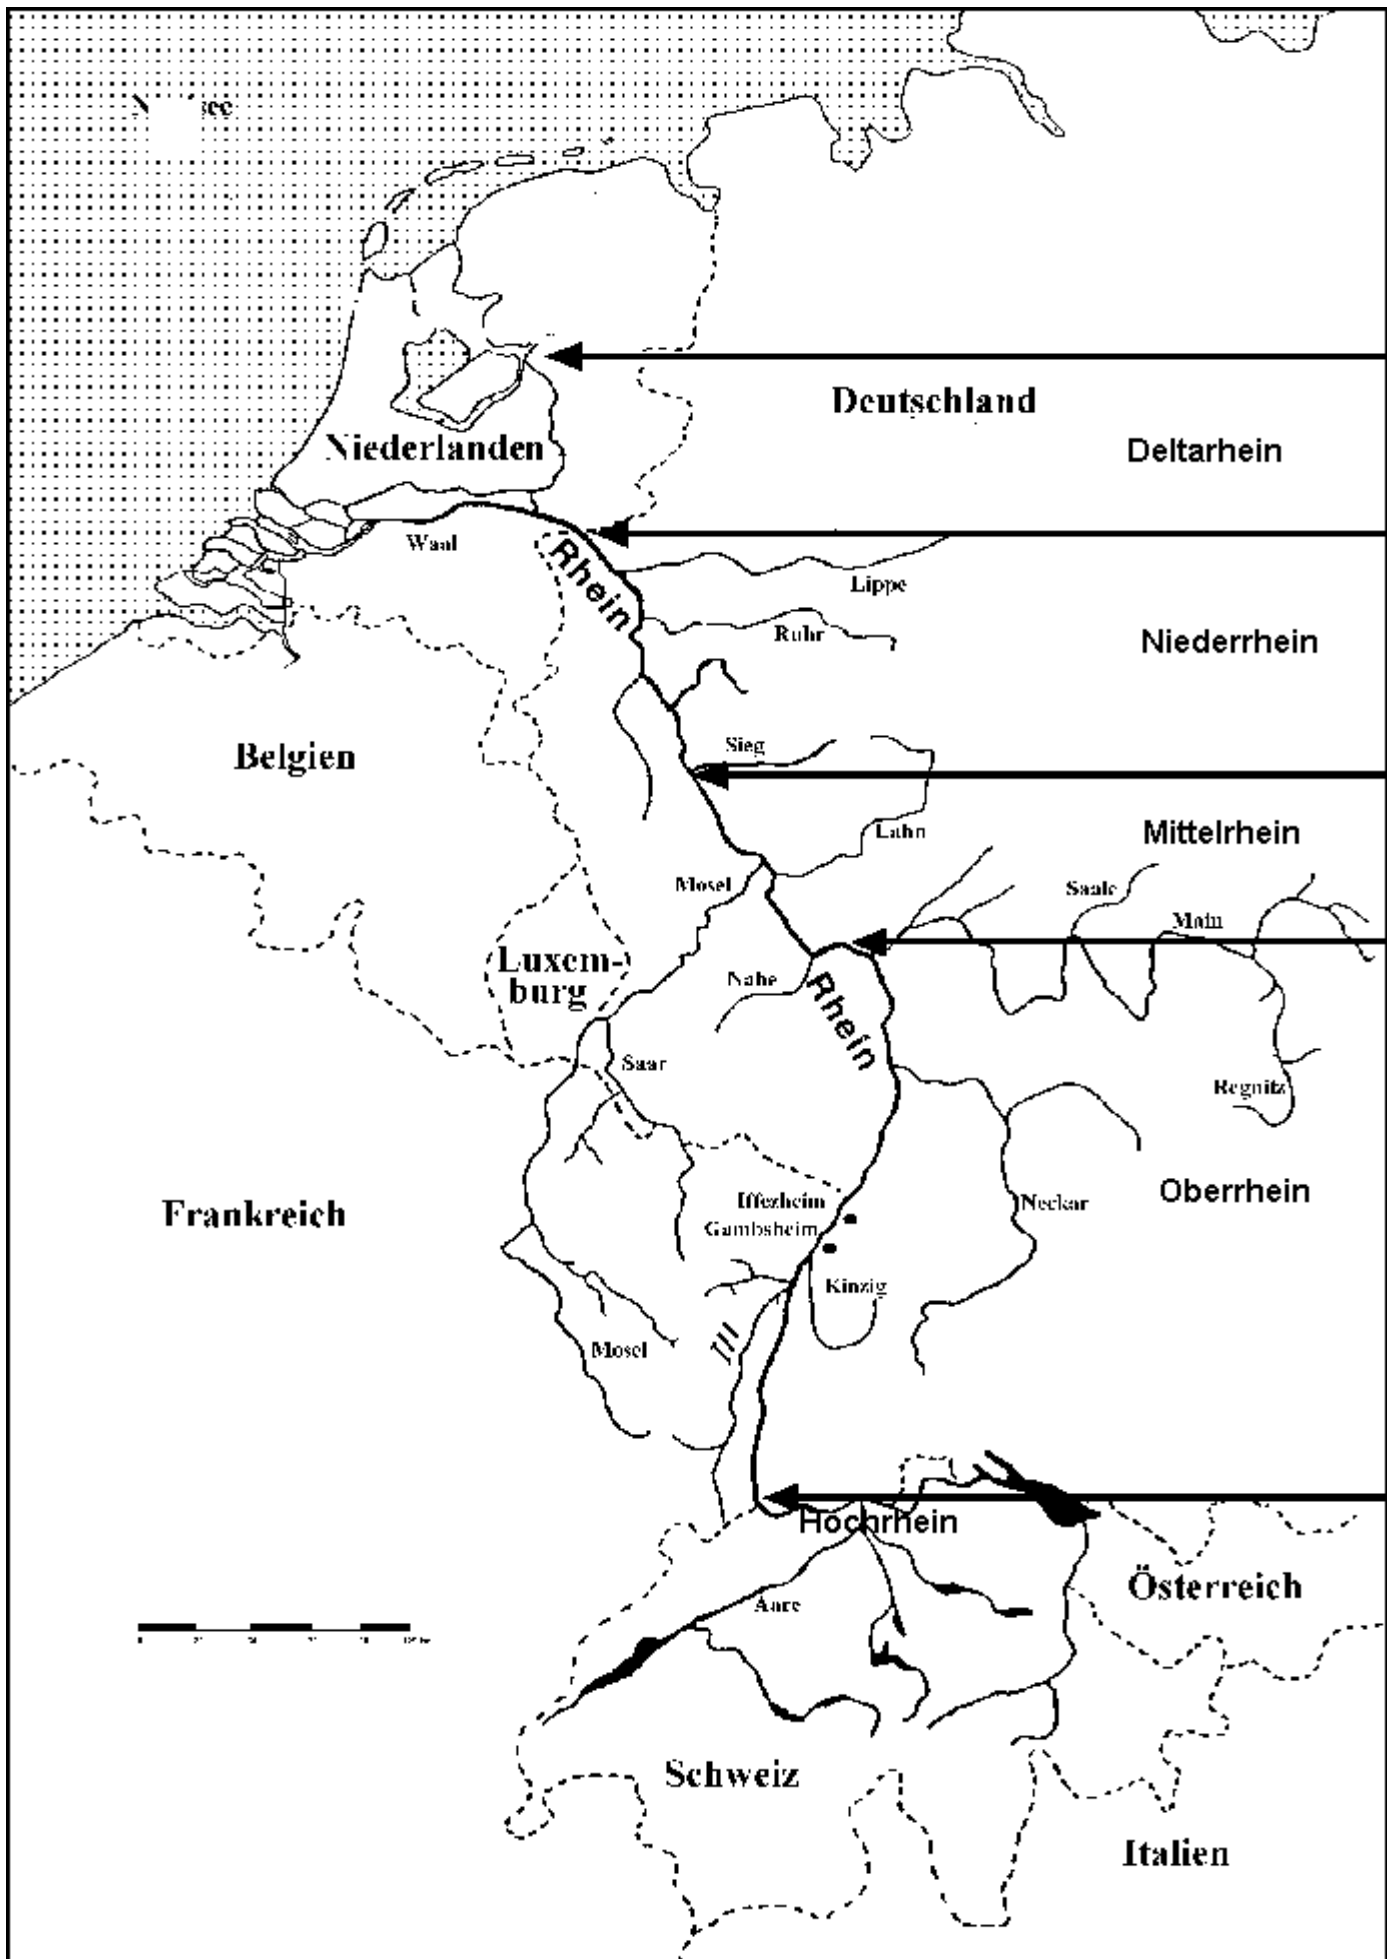 Deutschland
Niederlanden
Deltarhein
Waal
Rhein
Lippe
Ruhr
Niederrhein
Belgien
Sieg
Lahn
Mittelrhein
Mosel
Saale
Main
Luxem-
burg
Nahe
Rhein
Saar
Regnitz
Frankreich
Iffezheim
Gambsheim
Neckar
Oberrhein
Kinzig
Ill
Mosel
Hochrhein
Österreich
Aare
Schweiz
Italien